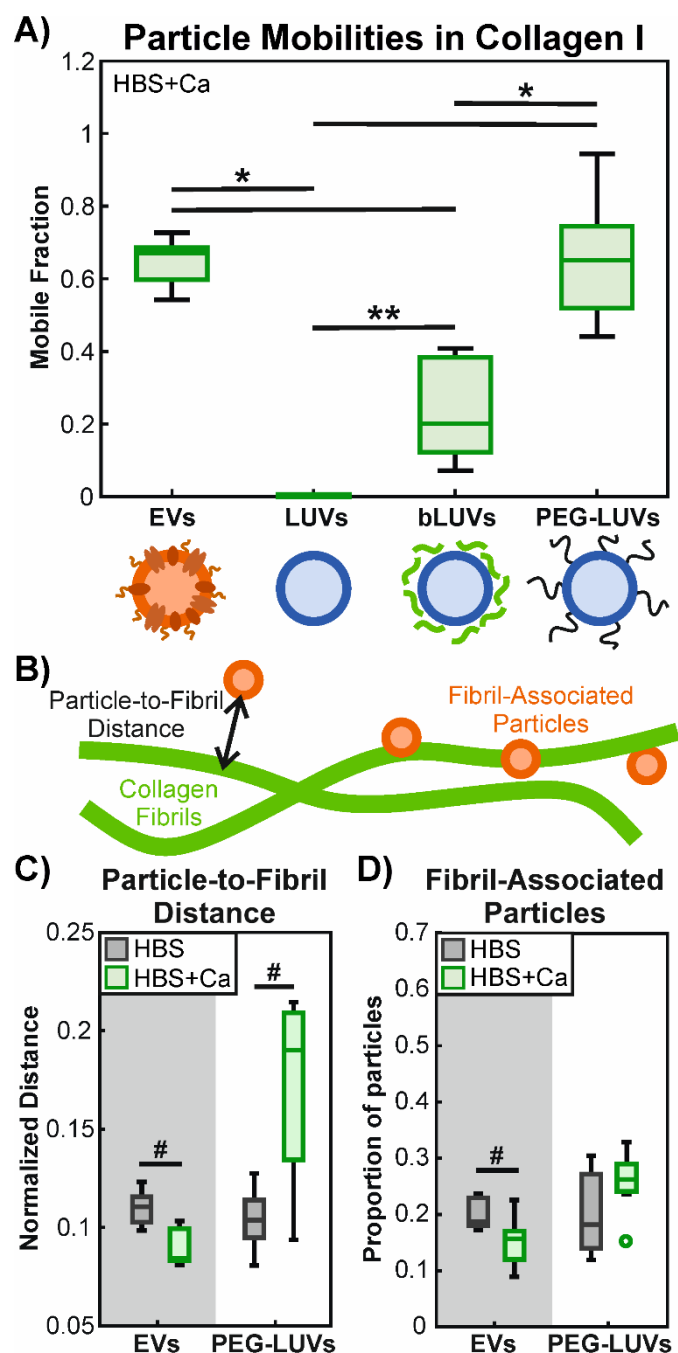 A) Particle Mobilities in Collagen I
1.2
HBS+Ca
*
1
*
0.8
0.6
**
0.4
0.2
0
Mobile Fraction
EVs LUVs bLUVs PEG-LUVs
B)
Particle-to-Fibril
Distance
Fibril-Associated
Particles
Collagen
Fibrils
C) Particle-to-Fibril
Distance
0.25
HBS
HBS+Ca
#
0.2
0.15
#
0.1
0.05
Normalized Distance
EVs PEG-LUVs
D) Fibril-Associated
Particles
0.7
HBS
HBS+Ca
0.6
0.5
0.4
0.3
#
0.2
0.1
0
Proportion of particles
EVs PEG-LUVs